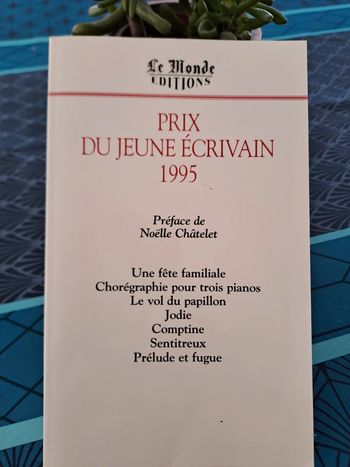 Le Monde
EDITIONS
PRIX
DU JEUNE ÉCRIVAIN
1995
Préface de
Noëlle Châtelet
Une fête familiale
Chorégraphie pour trois pianos
Le vol du papillon
Jodie
Comptine
Sentitreux
Prélude et fugue